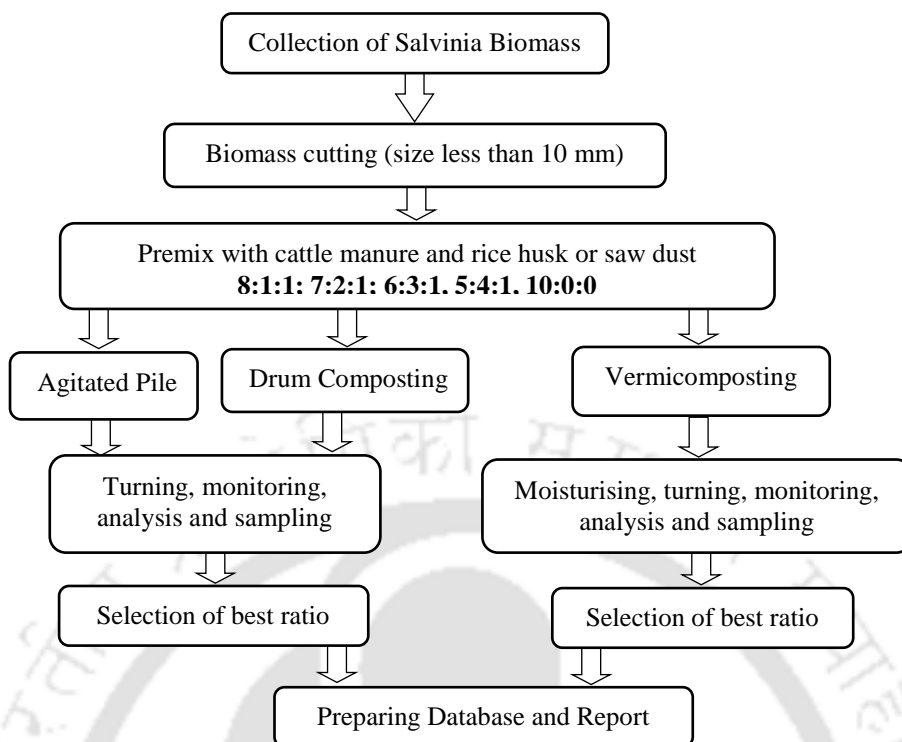 Collection of Salvinia Biomass
Biomass cutting (size less than 10 mm)
Premix with cattle manure and rice husk or saw dust
8:1:1; 7:2:1; 6:3:1, 5:4:1, 10:0:0
Agitated Pile
Drum Composting
Vermicomposting
Turning, monitoring,
analysis and sampling
Moisturising, turning, monitoring,
analysis and sampling
Selection of best ratio
Selection of best ratio
Preparing Database and Report